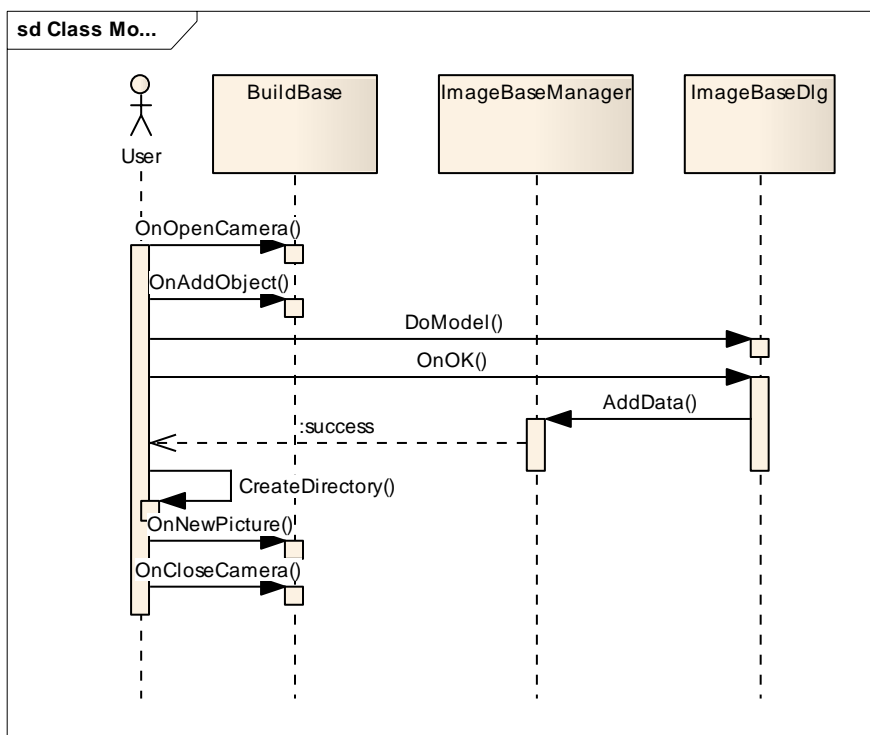 sd Class Mo...
BuildBase
ImageBaseManager
ImageBaseDlg
User
OnOpenCamera()
OnAddObject()
DoModel()
OnOK()
AddData()
:success
CreateDirectory()
OnNewPicture()
OnCloseCamera()